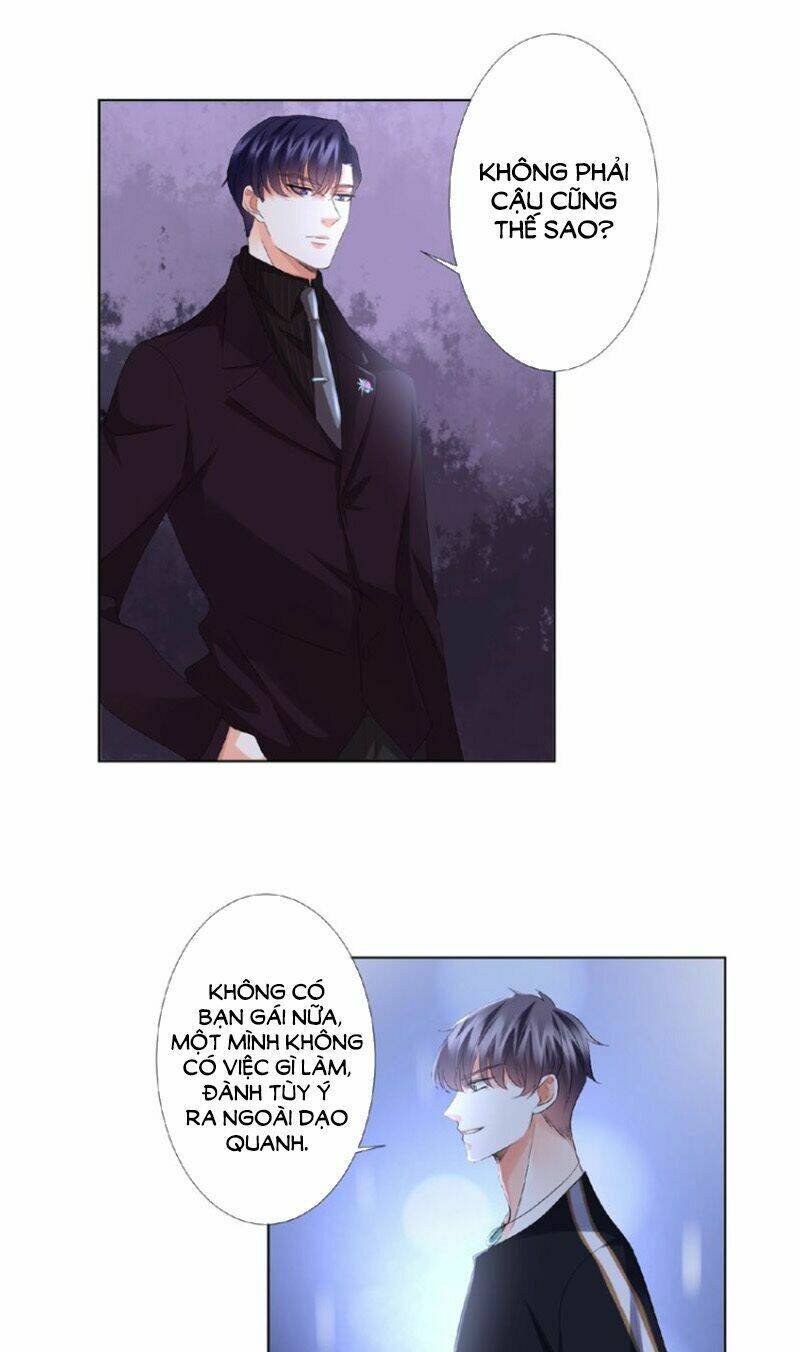 KHÔNG PHẢI
CẬU CŨNG
THẾ SAO?
KHÔNG CÓ
BẠN GÁI NỮA,
MỘT MÌNH KHÔNG
CÓ VIỆC GÌ LÀM,
ĐÀNH TÙY Ý
RA NGOÀI DẠO
QUANH.